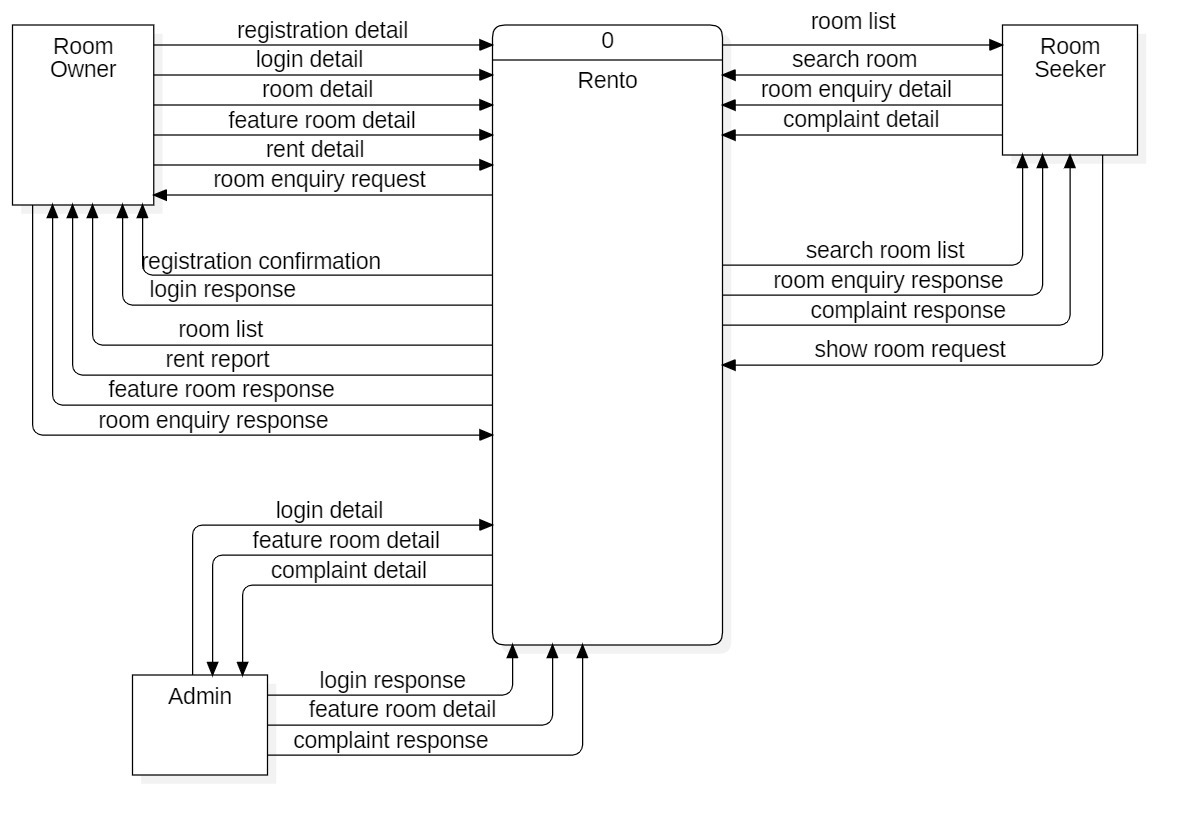 Room
Owner
registration detail
login detail
room detail
feature room detail
rent detail
room enquiry request
registration confirmation
login response
room list
rent report
feature room response
room enquiry response
0
Rento
room list
search room
room enquiry detail
complaint detail
Room
Seeker
search room list
room enquiry response
complaint response
show room request
login detail
feature room detail
complaint detail
Admin
login response
feature room detail
complaint response